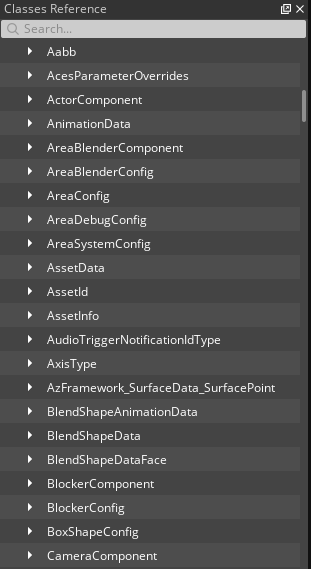 Classes Reference
Search...
Aabb
AcesParameterOverrides
ActorComponent
AnimationData
AreaBlenderComponent
AreaBlenderConfig
AreaConfig
AreaDebugConfig
AreaSystemConfig
AssetData
AssetId
AssetInfo
AudioTriggerNotificationIdType
AxisType
AzFramework_SurfaceData_SurfacePoint
BlendShapeAnimationData
BlendShapeData
BlendShapeDataFace
BlockerComponent
BlockerConfig
BoxShapeConfig
CameraComponent